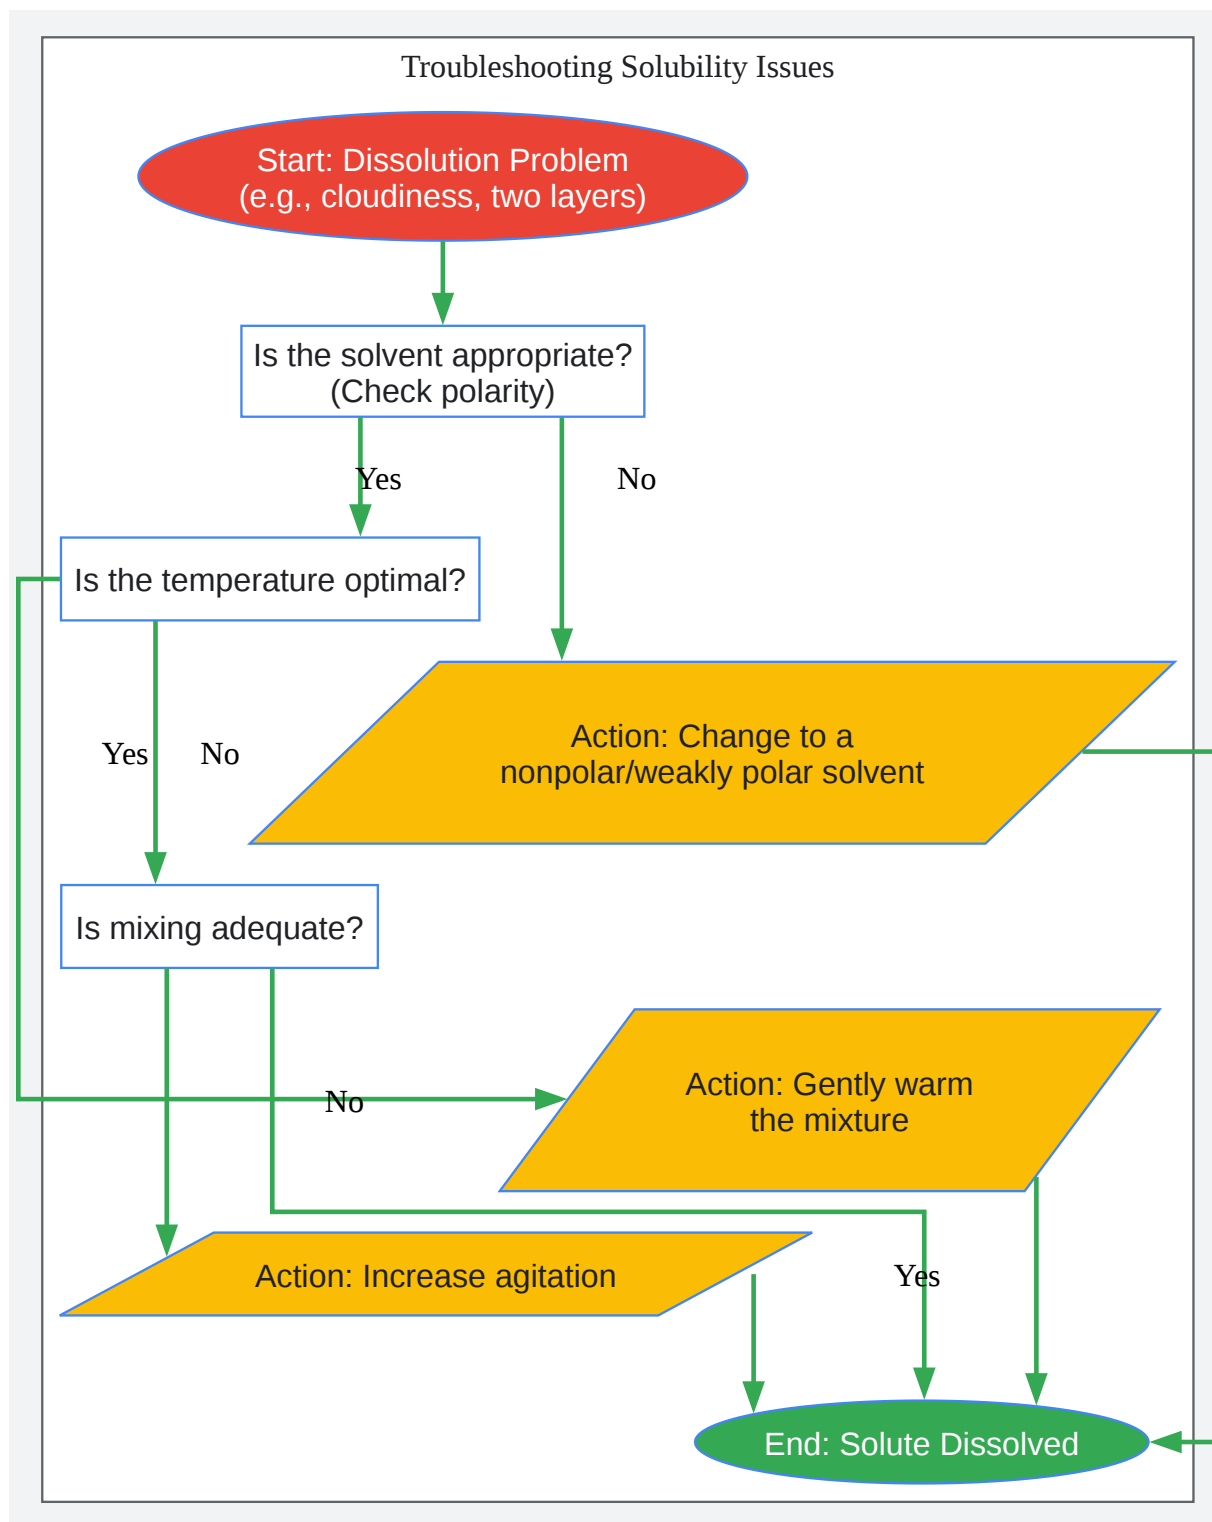 Troubleshooting Solubility Issues
Start: Dissolution Problem
(e.g., cloudiness, two layers)
Is the solvent appropriate?
(Check polarity)
Yes
No
Is the temperature optimal?
Action: Change to a
nonpolar/weakly polar solvent
Yes
No
Is mixing adequate?
Action: Gently warm
the mixture
No
Action: Increase agitation
Yes
End: Solute Dissolved